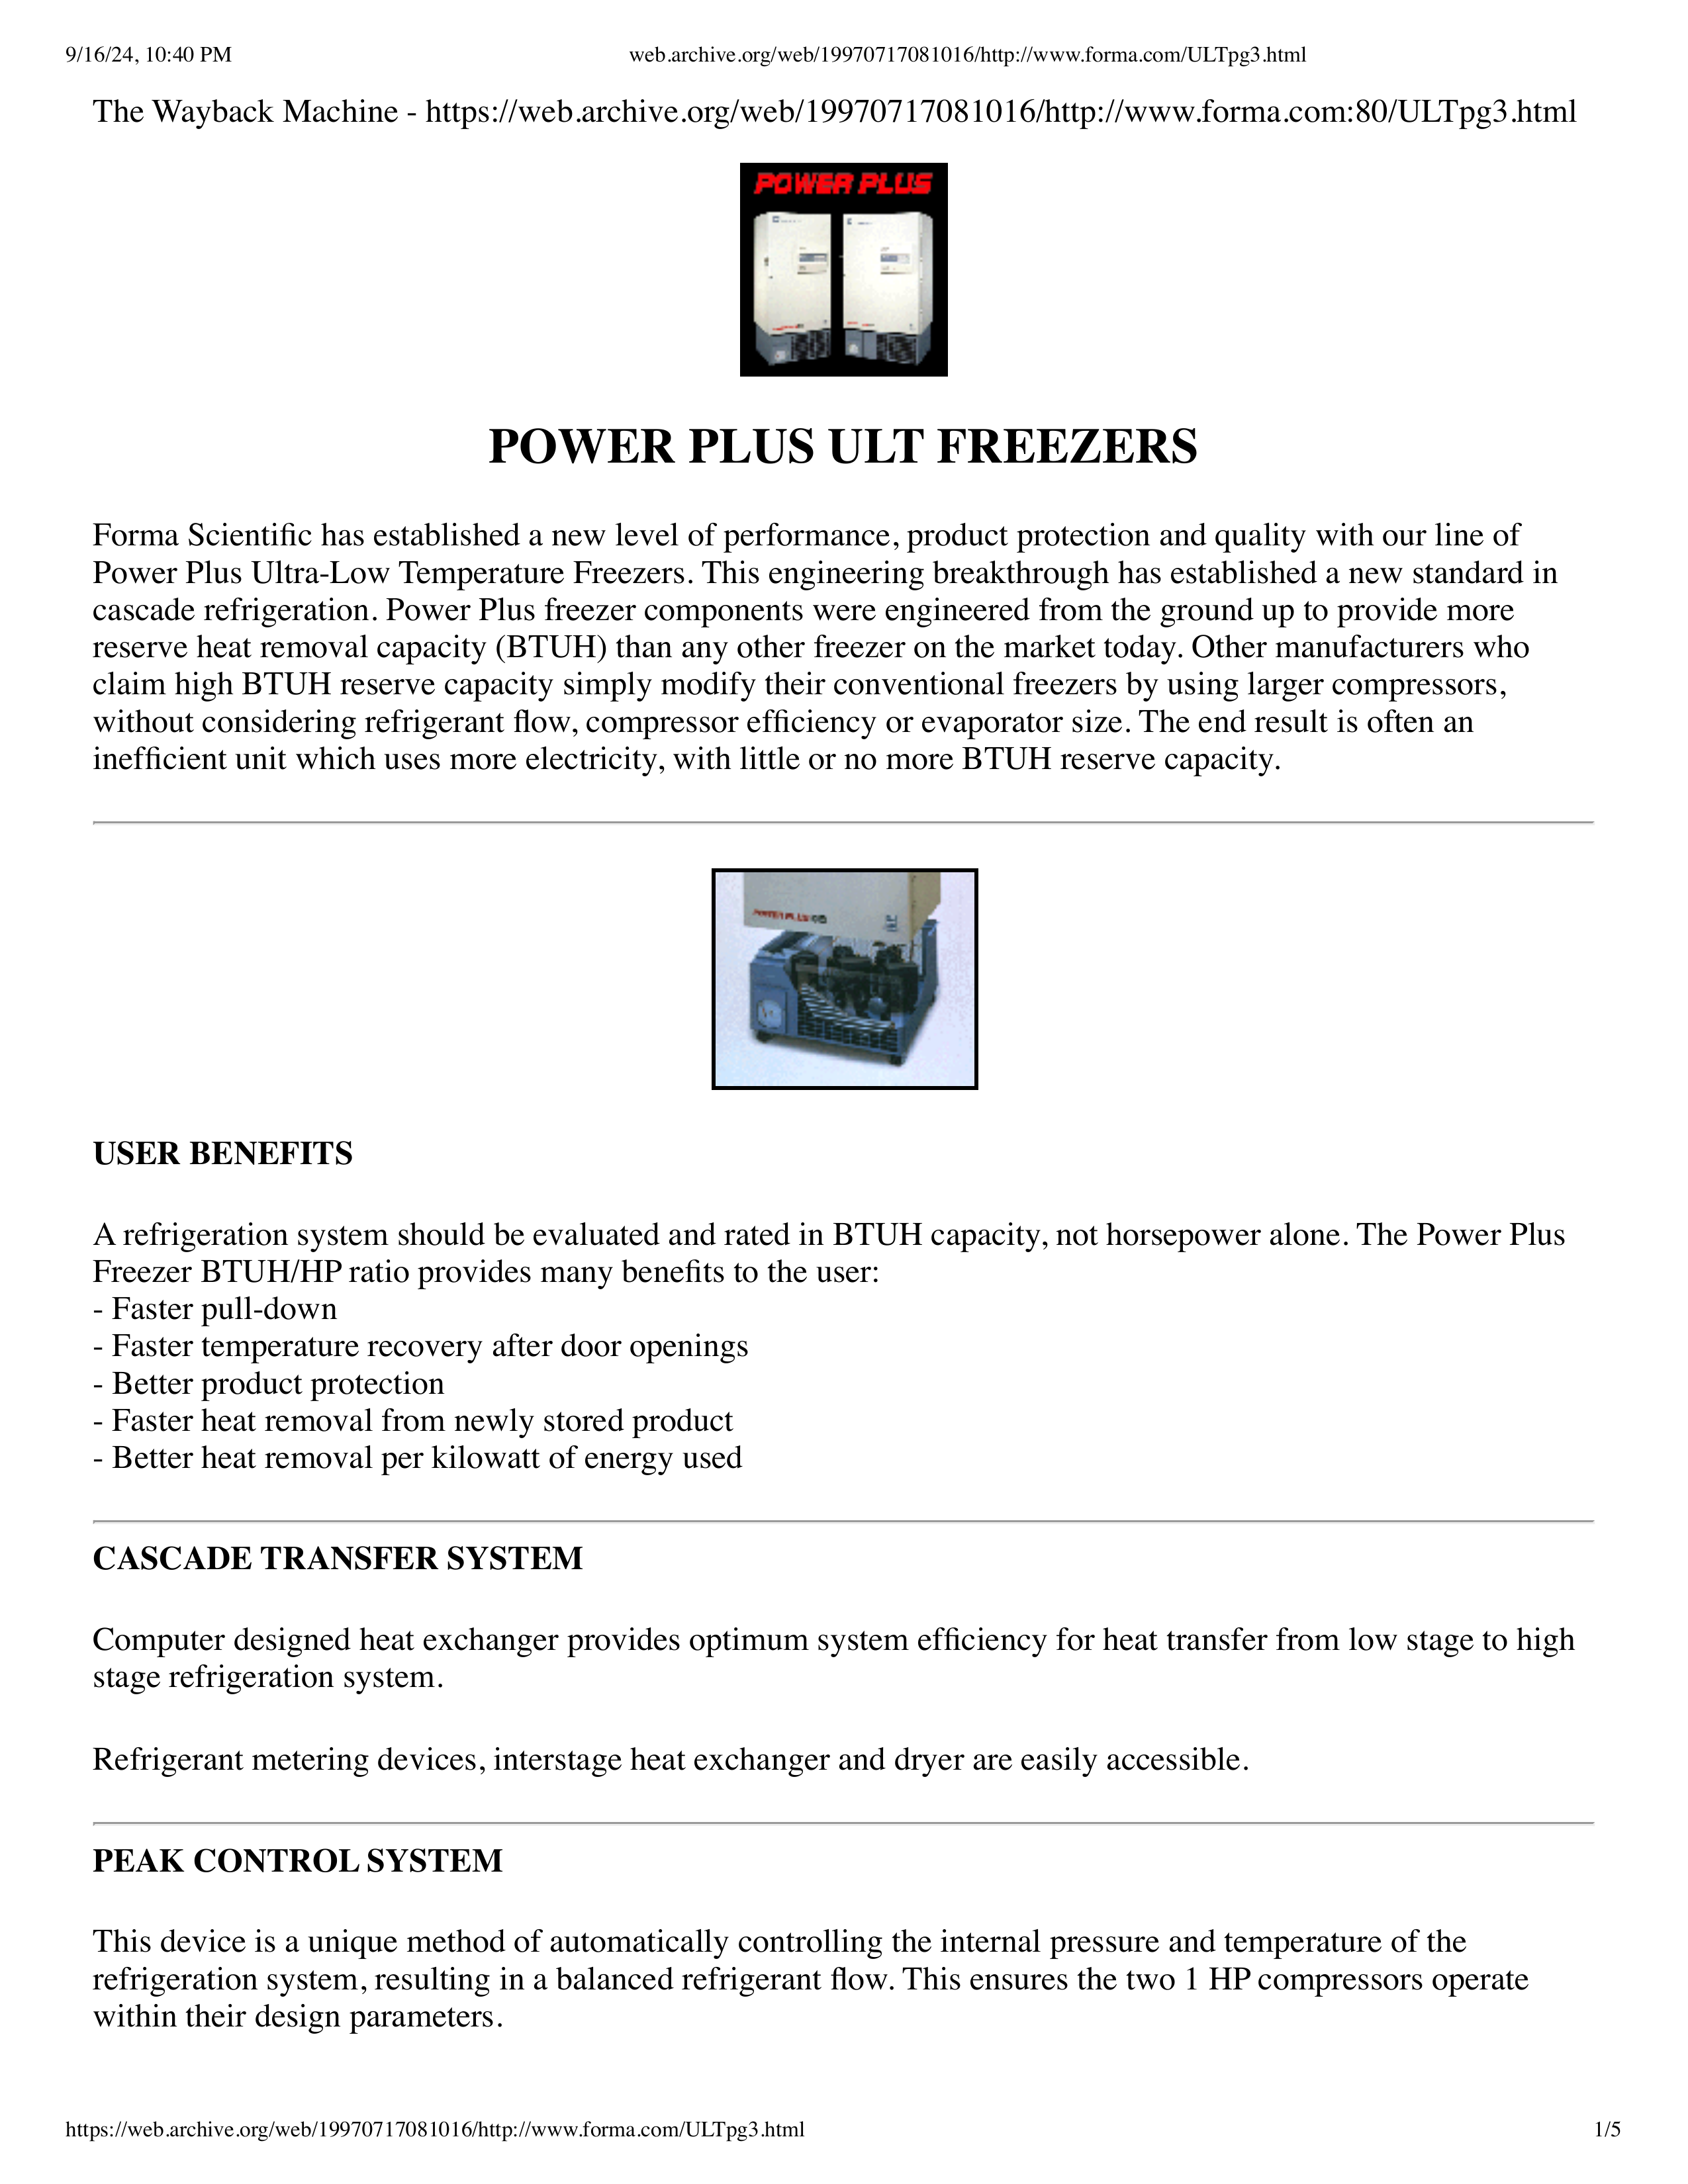 9/16/24, 10:40 PM
web.archive.org/web/19970717081016/http://www.forma.com/ULTpg3.html
The Wayback Machine - https://web.archive.org/web/19970717081016/http://www.forma.com:80/ULTpg3.html
POWER PLUS
POWER PLUS ULT FREEZERS
Forma Scientific has established a new level of performance, product protection and quality with our line of
Power Plus Ultra-Low Temperature Freezers. This engineering breakthrough has established a new standard in
cascade refrigeration. Power Plus freezer components were engineered from the ground up to provide more
reserve heat removal capacity (BTUH) than any other freezer on the market today. Other manufacturers who
claim high BTUH reserve capacity simply modify their conventional freezers by using larger compressors,
without considering refrigerant flow, compressor efficiency or evaporator size. The end result is often an
inefficient unit which uses more electricity, with little or no more BTUH reserve capacity.
POWER PLUS
USER BENEFITS
A refrigeration system should be evaluated and rated in BTUH capacity, not horsepower alone. The Power Plus
Freezer BTUH/HP ratio provides many benefits to the user:
- Faster pull-down
- Faster temperature recovery after door openings
- Better product protection
- Faster heat removal from newly stored product
- Better heat removal per kilowatt of energy used
CASCADE TRANSFER SYSTEM
Computer designed heat exchanger provides optimum system efficiency for heat transfer from low stage to high
stage refrigeration system.
Refrigerant metering devices, interstage heat exchanger and dryer are easily accessible.
PEAK CONTROL SYSTEM
This device is a unique method of automatically controlling the internal pressure and temperature of the
refrigeration system, resulting in a balanced refrigerant flow. This ensures the two 1 HP compressors operate
within their design parameters.
https://web.archive.org/web/19970717081016/http://www.forma.com/ULTpg3.html
1/5